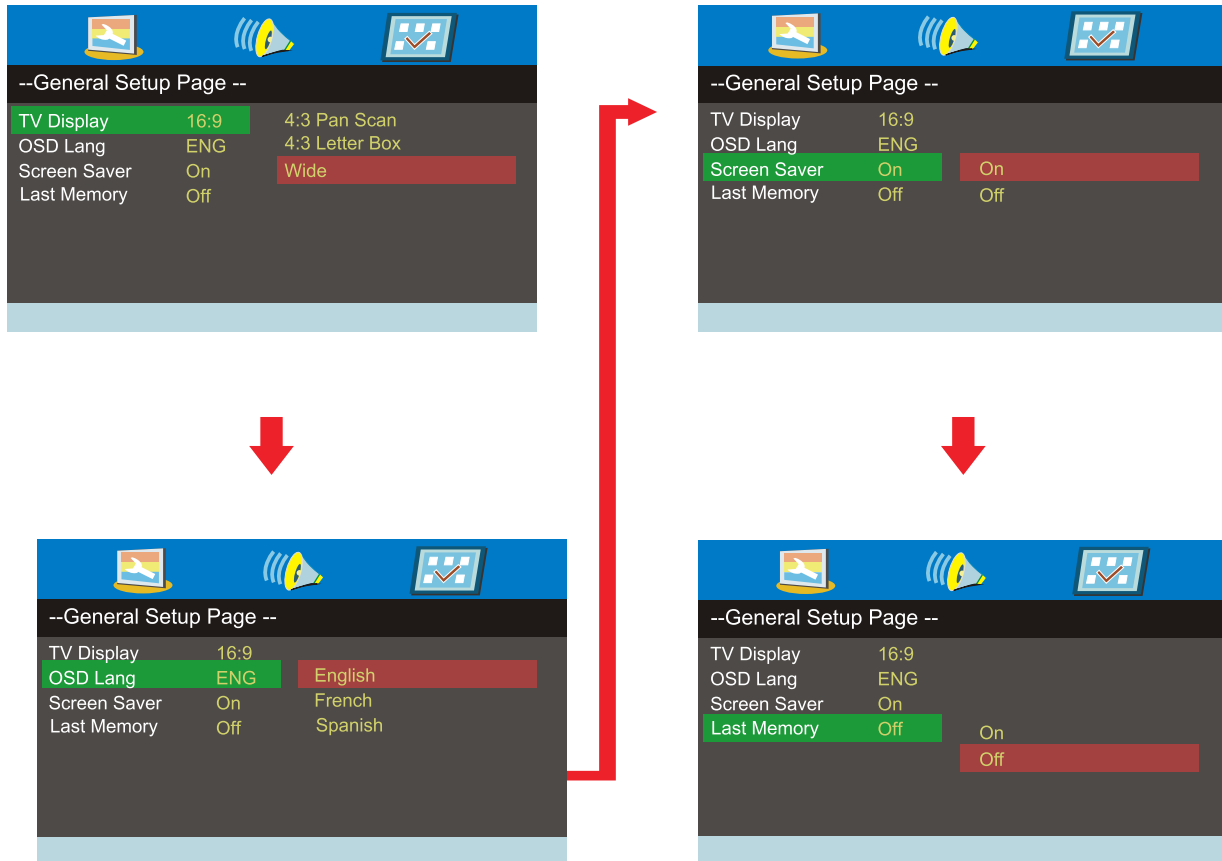 --General Setup Page --
TV Display 16:9 4:3 Pan Scan
OSD Lang ENG 4:3 Letter Box
Screen Saver On Wide
Last Memory Off
--General Setup Page --
TV Display 16:9
OSD Lang ENG English
Screen Saver On French
Last Memory Off Spanish
--General Setup Page --
TV Display 16:9
OSD Lang ENG
Screen Saver On On
Last Memory Off Off
--General Setup Page --
TV Display 16:9
OSD Lang ENG
Screen Saver On
Last Memory Off On
Off